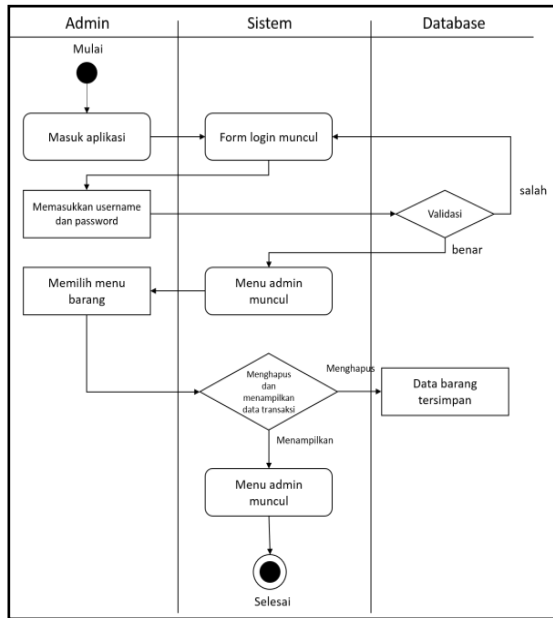 Admin
Sistem
Database
Mulai
Masuk aplikasi
Form login muncul
Memasukkan username
dan password
Validasi
salah
benar
Memilih menu
barang
Menu admin
muncul
Menghapus
dan
menampilkan
data transaksi
Menghapus
Data barang
tersimpan
Menampilkan
Menu admin
muncul
Selesai